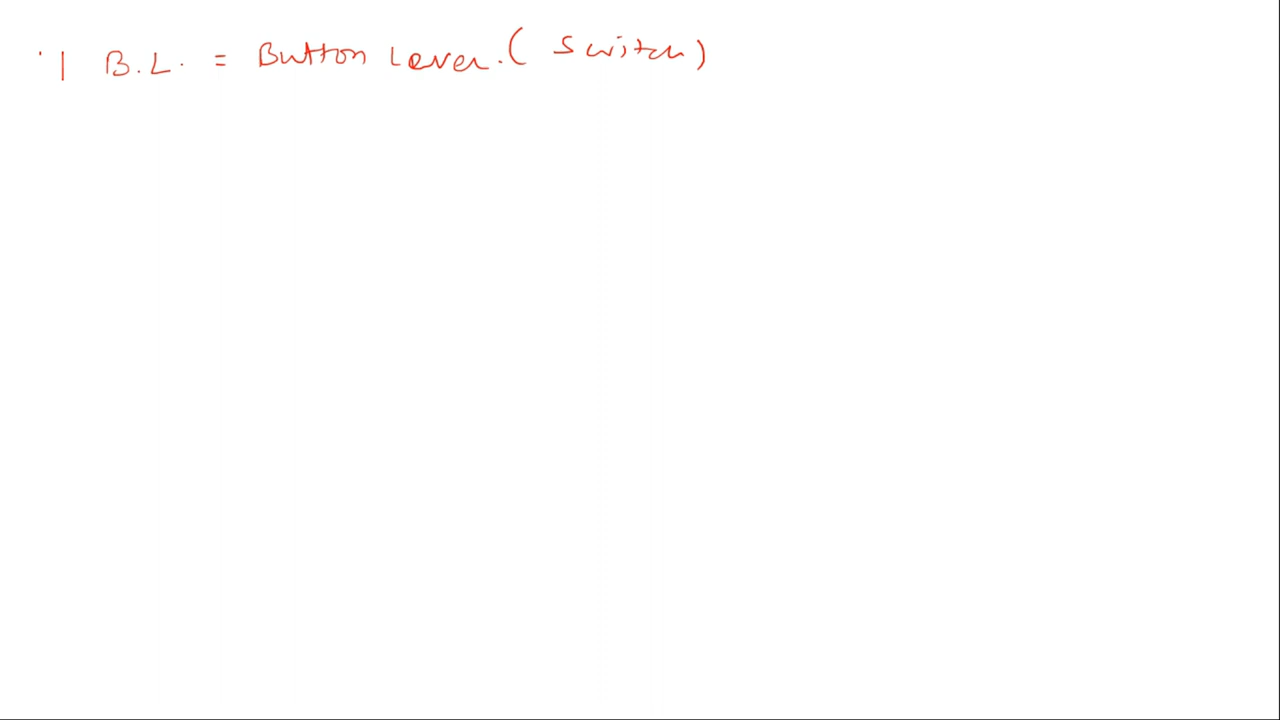 1 B.L. = Button Lever. (Switch)